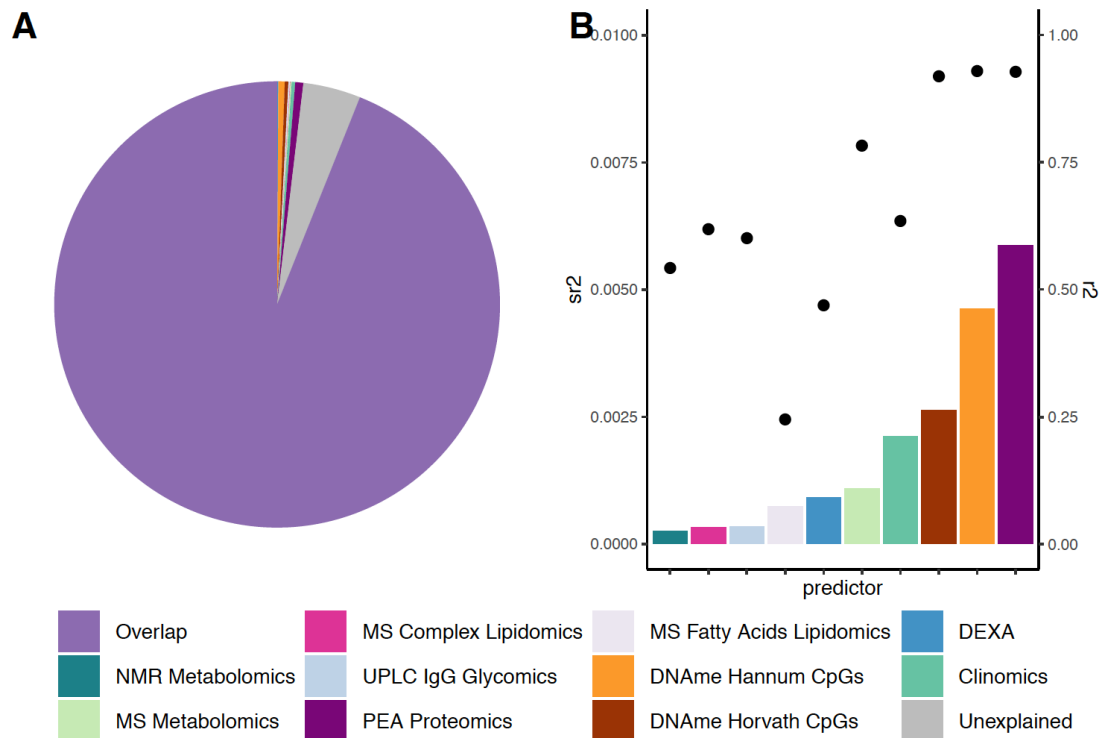 A
B
0.0100
0.0075
0.0050
0.0025
0.0000
sr2
1.00
0.75
0.50
0.25
0.00
r2
predictor
Overlap
MS Complex Lipidomics
MS Fatty Acids Lipidomics
DEXA
NMR Metabolomics
UPLC IgG Glycomics
DNAme Hannum CpGs
Clinomics
MS Metabolomics
PEA Proteomics
DNAme Horvath CpGs
Unexplained